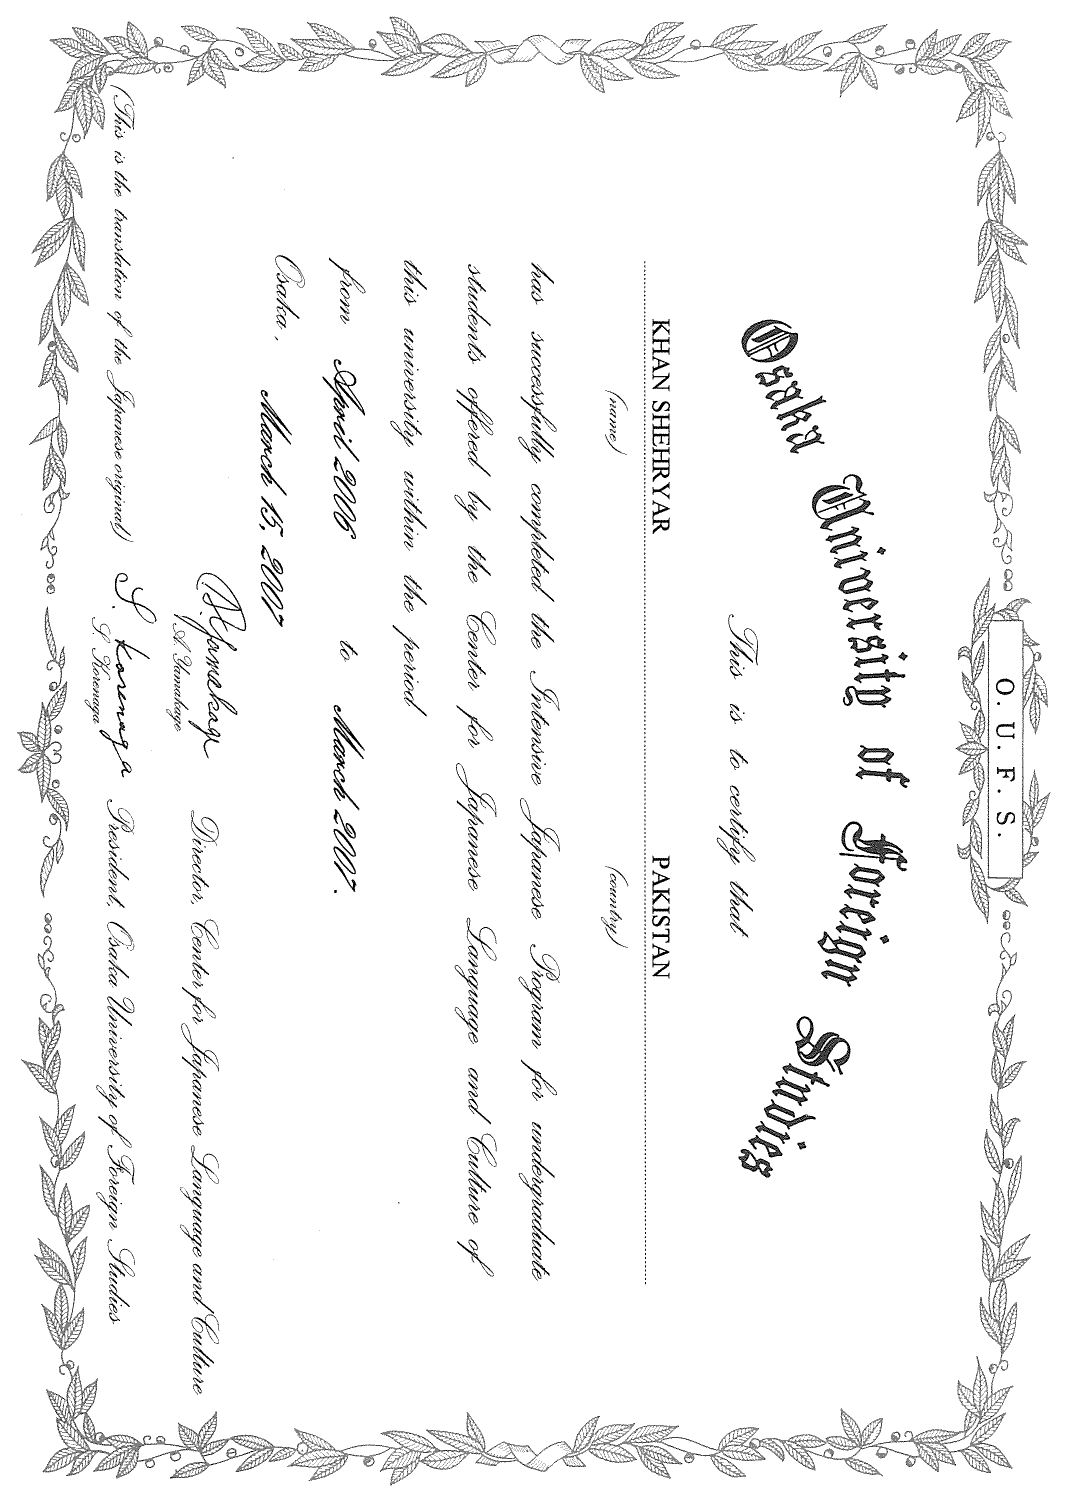 O. U. F. S.
Osaka University of Foreign Studies
This is to certify that
KHAN SHEHRYAR PAKISTAN
(name) (country)
has successfully completed the Intensive Japanese Program for undergraduate
students offered by the Center for Japanese Language and Culture of
this university within the period
from April 2006 to March 2007.
Osaka, March 15, 2007
A. Yamakage Director, Center for Japanese Language and Culture
A. Yamakage
(This is the translation of the Japanese original) S. Korenaga President, Osaka University of Foreign Studies
S. Korenaga